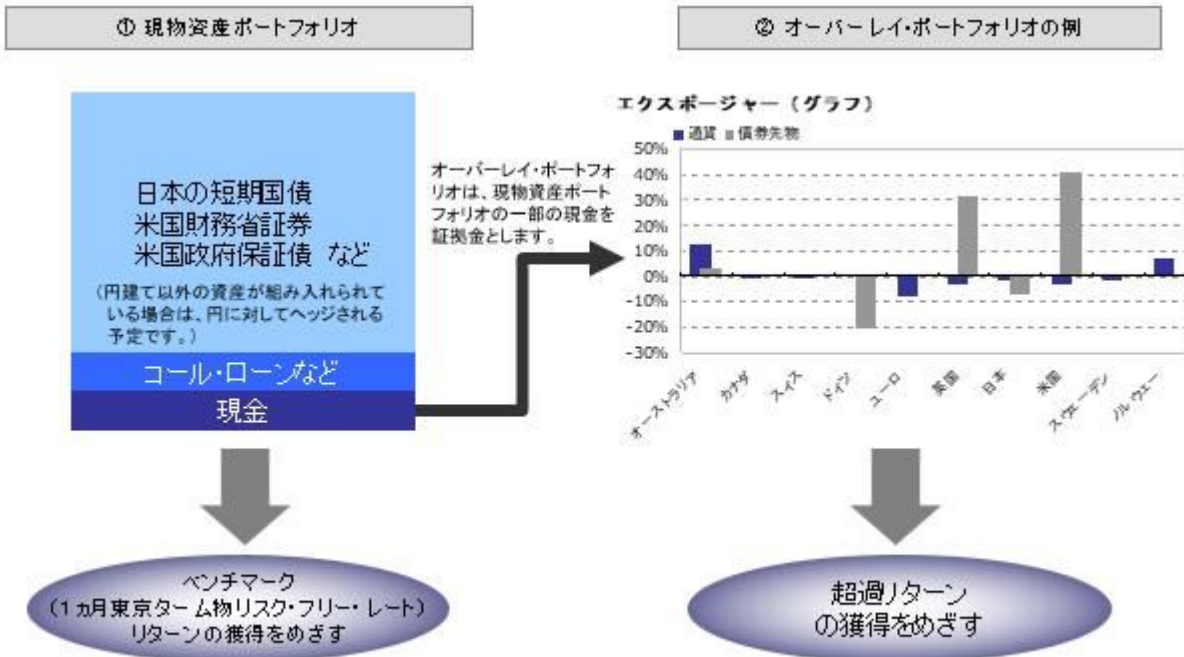 ① 現物資産ポートフォリオ
日本の短期国債
米国財務省証券
米国政府保証債 など
(円建て以外の資産が組み入れられて
いる場合は、円に対してヘッジされる
予定です。)
コール・ローンなど
現金
ベンチマーク
(1ヵ月東京ターム物リスク・フリー・レート)
リターンの獲得をめざす
オーバーレイ・ポートフォ
リオは、現物資産ポート
フォリオの一部の現金を
証拠金とします。
② オーバーレイ・ポートフォリオの例
エクスポージャー (グラフ)
通貨 債券先物
50%
40%
30%
20%
10%
0%
-10%
-20%
-30%
オーストラリア
カナダ
スイス
ドイツ
ユーロ
英国
日本
米国
スウェーデン
ノルウェー
超過リターン
の獲得をめざす